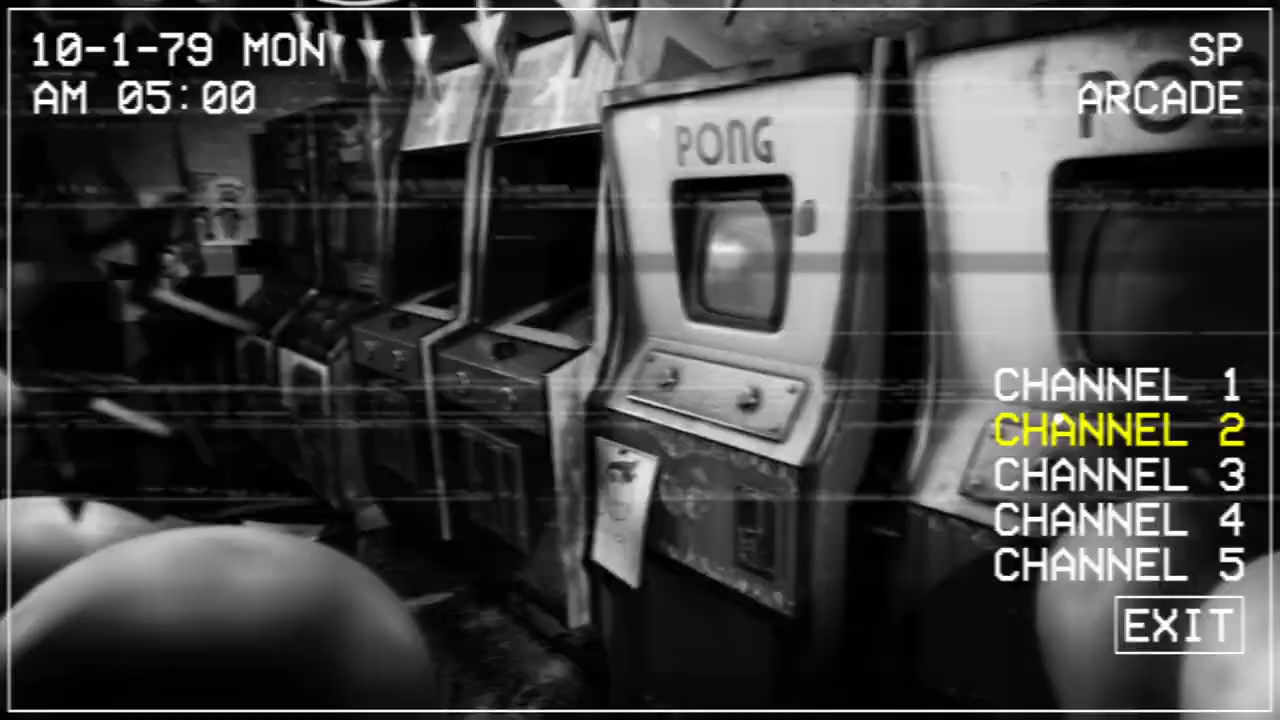 10-1-79 MON
AM 05:00
SP
ARCADE
PONG
CHANNEL 1
CHANNEL 2
CHANNEL 3
CHANNEL 4
CHANNEL 5
EXIT